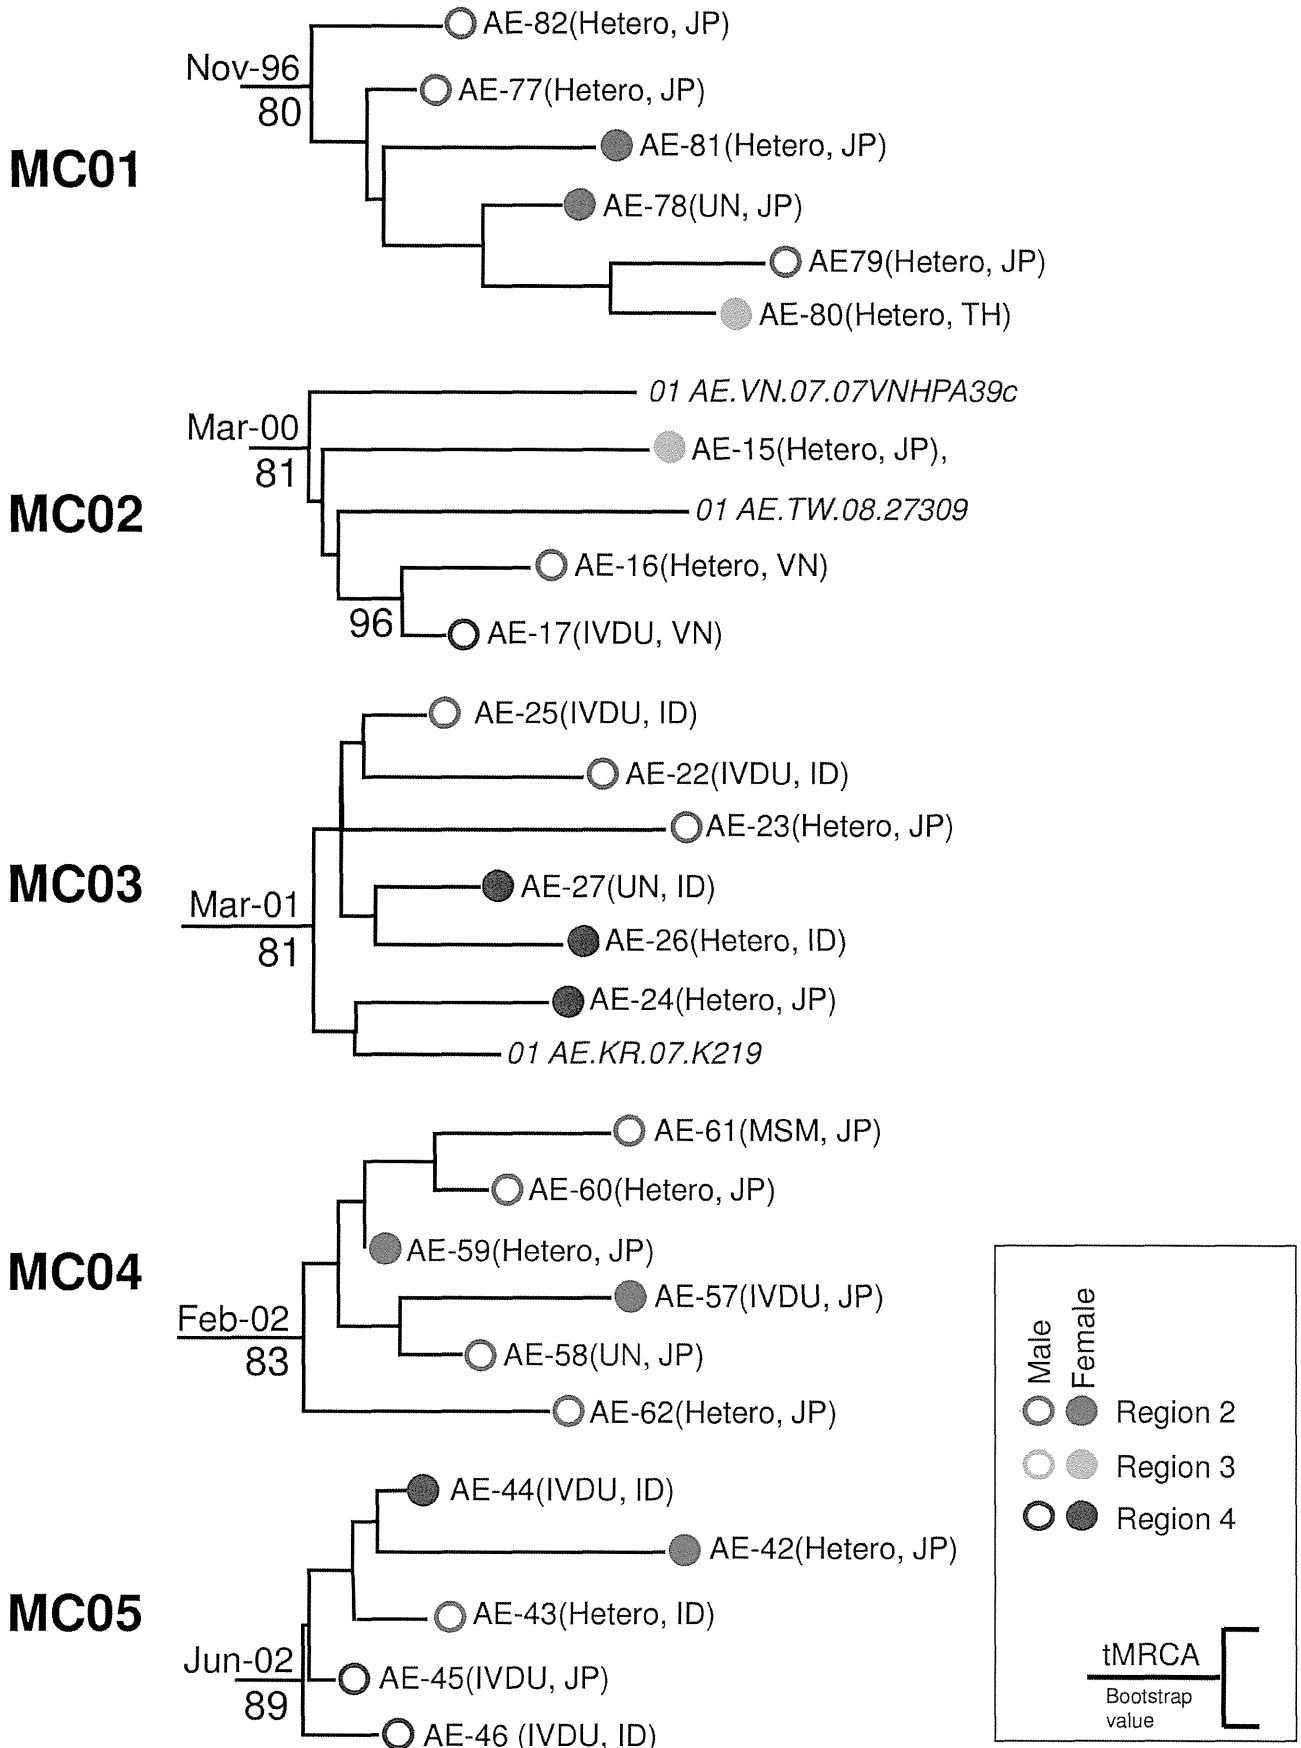 AE-82(Hetero, JP)
Nov-96
80
AE-77(Hetero, JP)
MC01
AE-81(Hetero, JP)
AE-78(UN, JP)
AE79(Hetero, JP)
AE-80(Hetero, TH)
01 AE.VN.07.07VNHPA39c
Mar-00
81
AE-15(Hetero, JP),
MC02
01 AE.TW.08.27309
AE-16(Hetero, VN)
96
AE-17(IVDU, VN)
AE-25(IVDU, ID)
AE-22(IVDU, ID)
AE-23(Hetero, JP)
MC03
AE-27(UN, ID)
Mar-01
81
AE-26(Hetero, ID)
AE-24(Hetero, JP)
01 AE.KR.07.K219
AE-61(MSM, JP)
AE-60(Hetero, JP)
AE-59(Hetero, JP)
MC04
AE-57(IVDU, JP)
Feb-02
83
AE-58(UN, JP)
AE-62(Hetero, JP)
AE-44(IVDU, ID)
AE-42(Hetero, JP)
MC05
AE-43(Hetero, ID)
Jun-02
89
AE-45(IVDU, JP)
AE-46 (IVDU, ID)
Male
Female
Region 2
Region 3
Region 4
tMRCA
Bootstrap
value